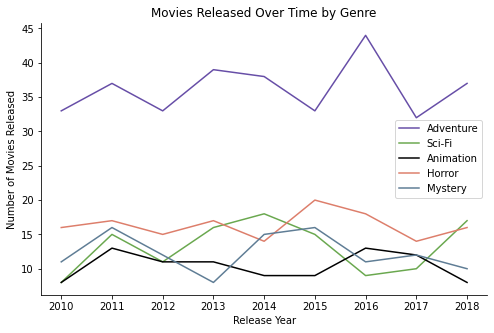 Movies Released Over Time by Genre
Number of Movies Released
45
40
35
30
25
20
15
10
Adventure
Sci-Fi
Animation
Horror
Mystery
2010 2011 2012 2013 2014 2015 2016 2017 2018
Release Year